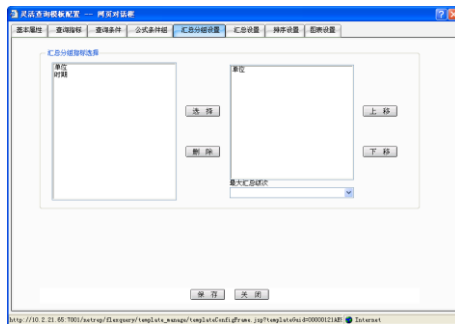 灵活查询模板配置 -- 网页对话框
基本属性 查询指标 查询条件 公式条件组 汇总分组设置 汇总设置 排序设置 图表设置
汇总分组指标选择
单位
时期
单位
选 择
上 移
删 除
下 移
最大汇总级次
保 存 关 闭
http://10.2.21.65:7001/netrep/flexquery/template_manage/templateConfigFrame.jsp?templateGuid=0000012148 Internet